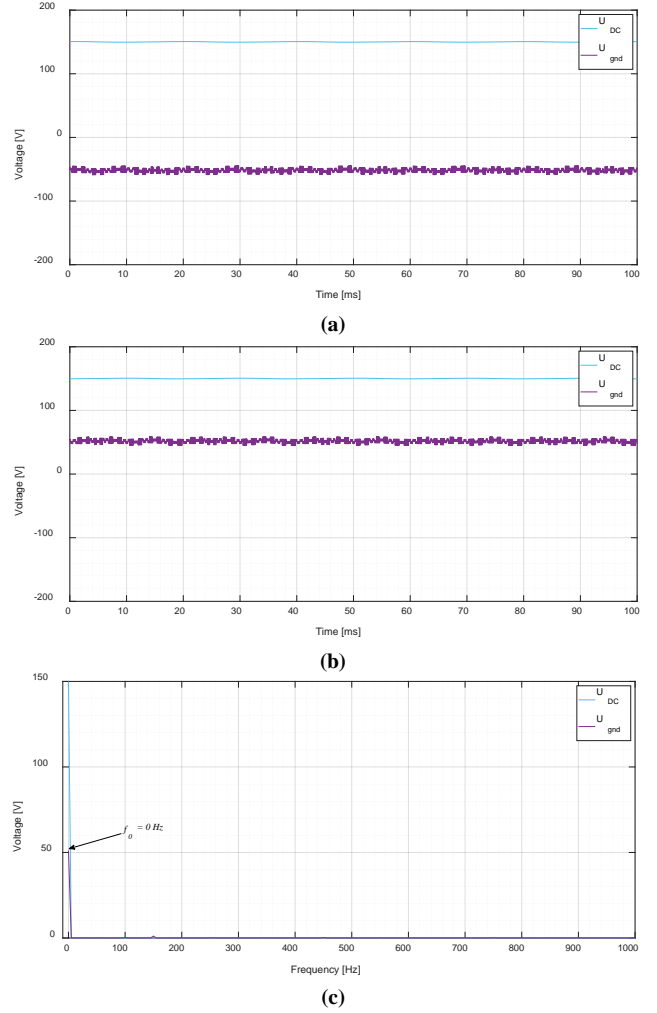 200
100
0
-100
-200
Voltage [V]
U DC
U gnd
0 10 20 30 40 50 60 70 80 90 100
Time [ms]
(a)
200
100
0
-100
-200
Voltage [V]
U DC
U gnd
0 10 20 30 40 50 60 70 80 90 100
Time [ms]
(b)
150
100
50
0
Voltage [V]
U DC
U gnd
f 0 = 0 Hz
0 100 200 300 400 500 600 700 800 900 1000
Frequency [Hz]
(c)